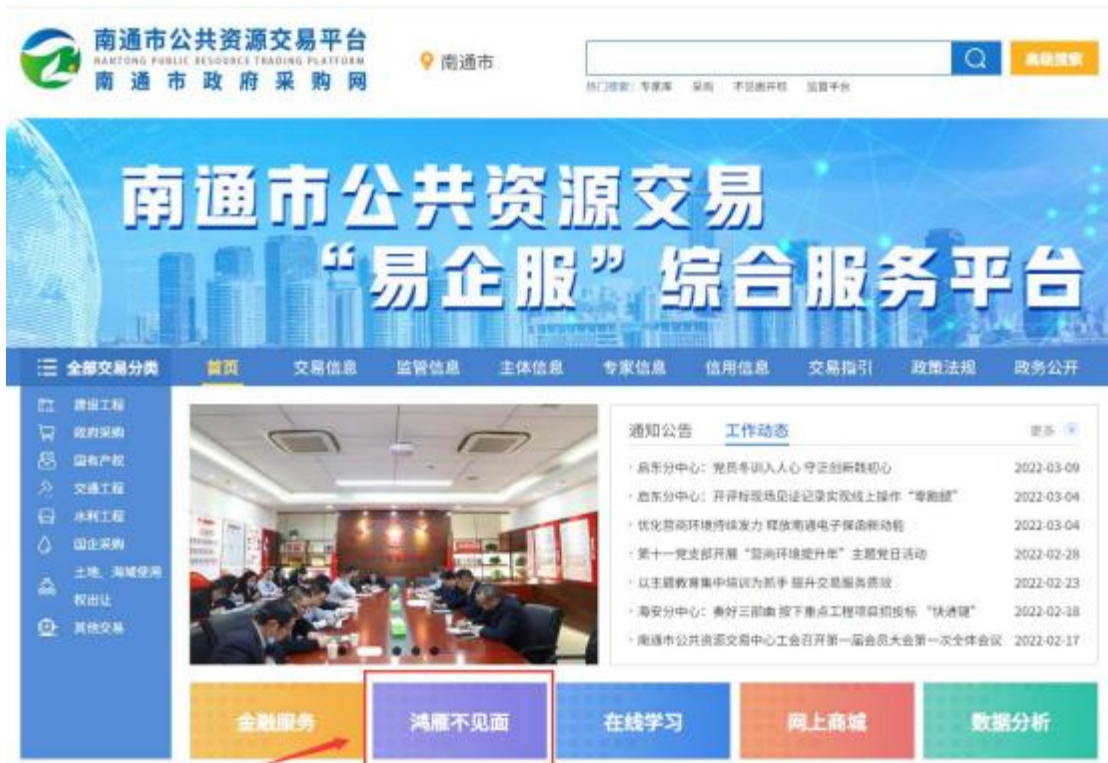 南通市公共资源交易平台
NANTONG PUBLIC RESOURCE TRADING PLATFORM
南通市政府采购网
南通市
高级搜索
热门搜索：专家库 采购 不见面开标 监管平台
南通市公共资源交易
“易企服”综合服务平台
全部交易分类 首页 交易信息 监管信息 主体信息 专家信息 信用信息 交易指引 政策法规 政务公开
建设工程
政府采购
国有产权
交通工程
水利工程
国企采购
土地、海域使用
权出让
其他交易
通知公告 工作动态 更多
· 启东分中心：党员冬训入人心 守正创新践初心 2022-03-09
· 启东分中心：开评标现场见证记录实现线上操作“零跑腿” 2022-03-04
· 优化营商环境持续发力 释放南通电子保函新动能 2022-03-04
· 第十一党支部开展“营商环境提升年”主题党日活动 2022-02-28
· 以主题教育集中培训为抓手 提升交易服务质效 2022-02-23
· 海安分中心：奏好三部曲 按下重点工程项目招投标 “快进键” 2022-02-18
· 南通市公共资源交易中心工会召开第一届会员大会第一次全体会议 2022-02-17
金融服务 鸿雁不见面 在线学习 网上商城 数据分析